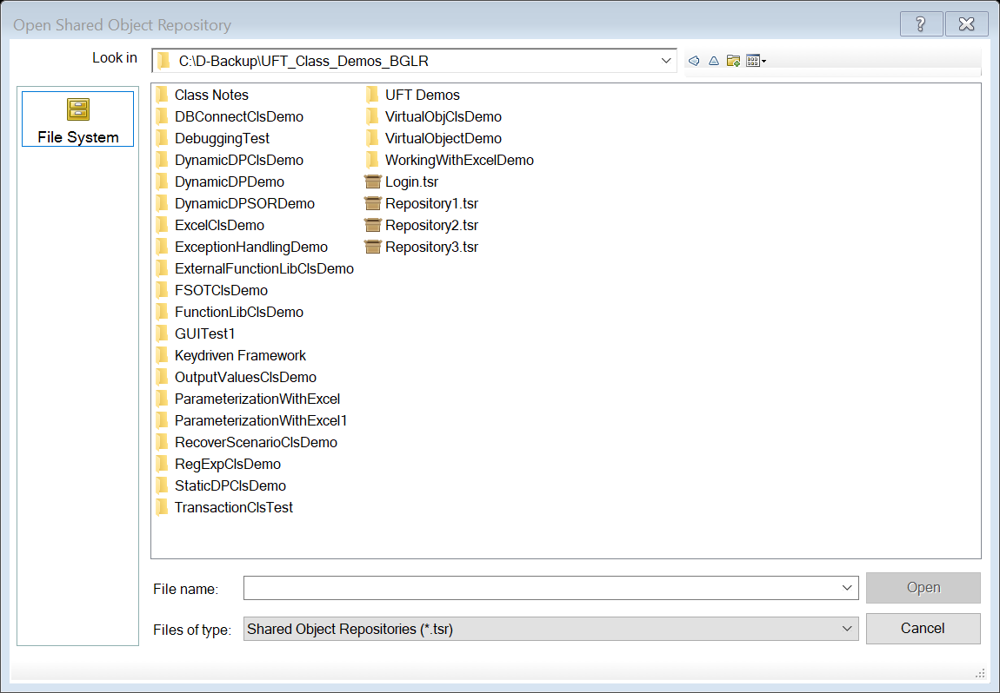 Open Shared Object Repository
Look in
C:\D-Backup\UFT_Class_Demos_BGLR
File System
Class Notes
DBConnectClsDemo
DebuggingTest
DynamicDPClsDemo
DynamicDPDemo
DynamicDPSORDemo
ExcelClsDemo
ExceptionHandlingDemo
ExternalFunctionLibClsDemo
FSOTClsDemo
FunctionLibClsDemo
GUITest1
Keydriven Framework
OutputValuesClsDemo
ParameterizationWithExcel
ParameterizationWithExcel1
RecoverScenarioClsDemo
RegExpClsDemo
StaticDPClsDemo
TransactionClsTest
UFT Demos
VirtualObjClsDemo
VirtualObjectDemo
WorkingWithExcelDemo
Login.tsr
Repository1.tsr
Repository2.tsr
Repository3.tsr
File name:
Open
Files of type:
Shared Object Repositories (*.tsr)
Cancel